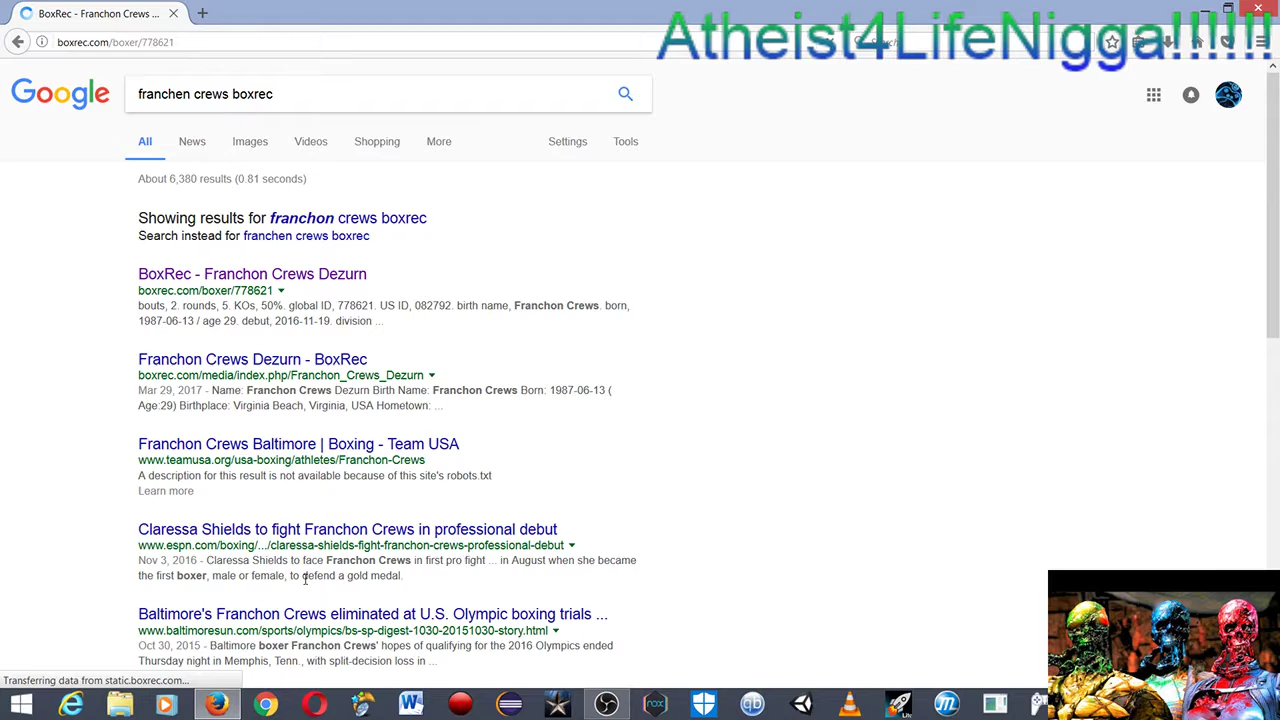 BoxRec - Franchon Crews ...
boxrec.com/boxer/778621
Atheist4LifeNigga!!!!!!
Google
franchen crews boxrec
All News Images Videos Shopping More Settings Tools
About 6,380 results (0.81 seconds)
Showing results for franchon crews boxrec
Search instead for franchen crews boxrec
BoxRec - Franchon Crews Dezurn
boxrec.com/boxer/778621
bouts, 2. rounds, 5. KOs, 50%. global ID, 778621. US ID, 082792. birth name, Franchon Crews. born,
1987-06-13 / age 29. debut, 2016-11-19. division ...
Franchon Crews Dezurn - BoxRec
boxrec.com/media/index.php/Franchon_Crews_Dezurn
Mar 29, 2017 - Name: Franchon Crews Dezurn Birth Name: Franchon Crews Born: 1987-06-13 (
Age:29) Birthplace: Virginia Beach, Virginia, USA Hometown: ...
Franchon Crews Baltimore | Boxing - Team USA
www.teamusa.org/usa-boxing/athletes/Franchon-Crews
A description for this result is not available because of this site's robots.txt
Learn more
Claressa Shields to fight Franchon Crews in professional debut
www.espn.com/boxing/.../claressa-shields-fight-franchon-crews-professional-debut
Nov 3, 2016 - Claressa Shields to face Franchon Crews in first pro fight ... in August when she became
the first boxer, male or female, to defend a gold medal.
Baltimore's Franchon Crews eliminated at U.S. Olympic boxing trials ...
www.baltimoresun.com/sports/olympics/bs-sp-digest-1030-20151030-story.html
Oct 30, 2015 - Baltimore boxer Franchon Crews' hopes of qualifying for the 2016 Olympics ended
Thursday night in Memphis, Tenn., with split-decision loss in ...
Transferring data from static.boxrec.com...